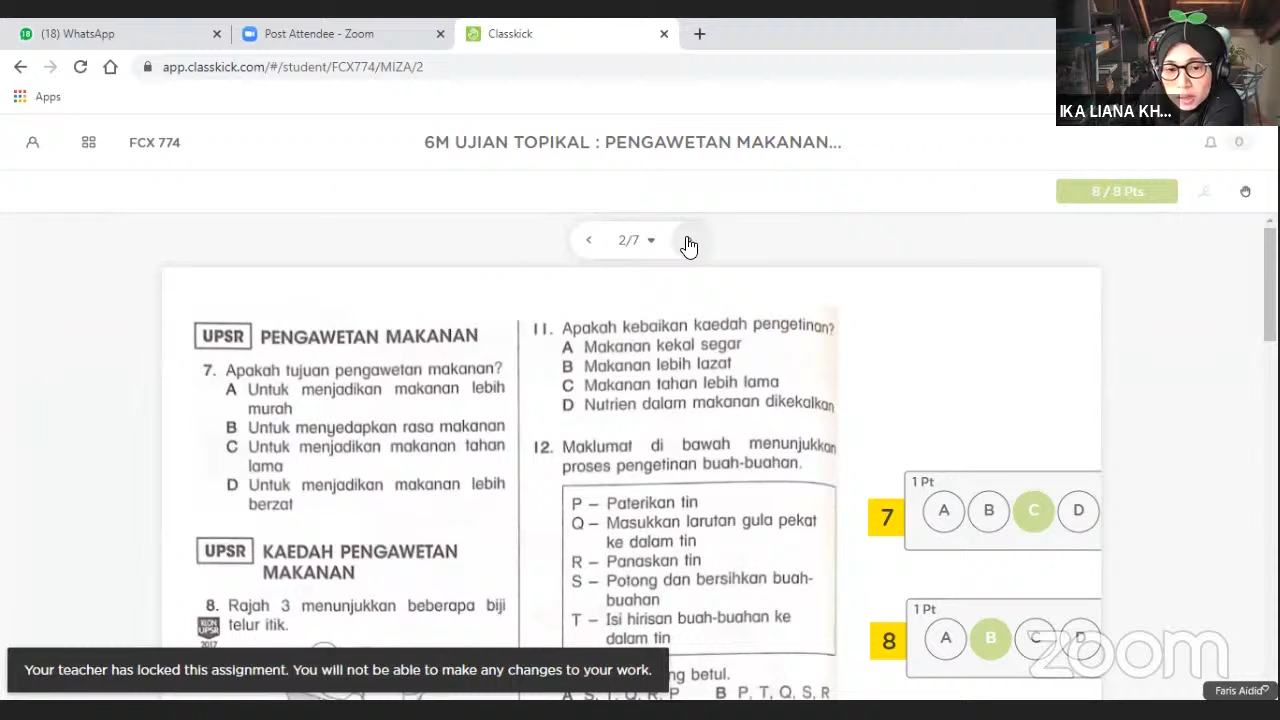 (18) WhatsApp
Post Attendee - Zoom
Classkick
app.classkick.com/#/student/FCX774/MIZA/2
Apps
IKA LIANA KH...
FCX 774
6M UJIAN TOPIKAL : PENGAWETAN MAKANAN...
0
8 / 8 Pts
2/7
UPSR PENGAWETAN MAKANAN
7. Apakah tujuan pengawetan makanan?
A Untuk menjadikan makanan lebih
murah
B Untuk menyedapkan rasa makanan
C Untuk menjadikan makanan tahan
lama
D Untuk menjadikan makanan lebih
berzat
UPSR KAEDAH PENGAWETAN
MAKANAN
8. Rajah 3 menunjukkan beberapa biji
telur itik.
KLON
UPSR
2017
11. Apakah kebaikan kaedah pengetinan?
A Makanan kekal segar
B Makanan lebih lazat
C Makanan tahan lebih lama
D Nutrien dalam makanan dikekalkan
12. Maklumat di bawah menunjukkan
proses pengetinan buah-buahan.
P – Paterikan tin
Q – Masukkan larutan gula pekat
ke dalam tin
R – Panaskan tin
S – Potong dan bersihkan buah-
buahan
T – Isi hirisan buah-buahan ke
dalam tin
ng betul.
A S, T, Q, R, P B P, T, Q, S, R
7
1 Pt
A B C D
8
1 Pt
A B C D
Your teacher has locked this assignment. You will not be able to make any changes to your work.
zoom
Faris Aidid